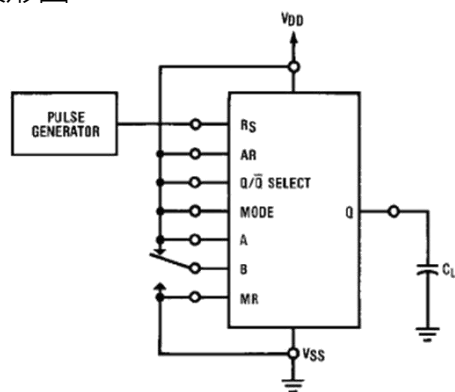 VDD
PULSE
GENERATOR
RS
AR
Q/Q̅ SELECT
MODE
Q
A
B
CL
MR
VSS